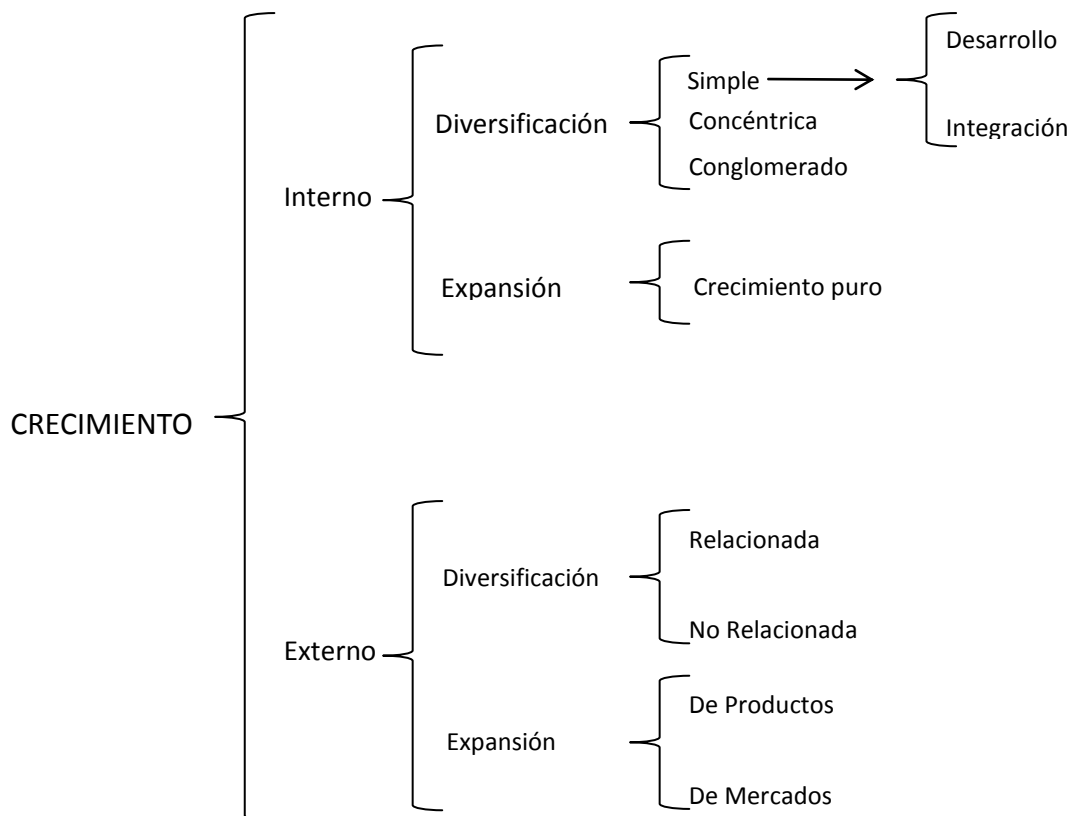 CRECIMIENTO
Interno
Diversificación
Simple
Concéntrica
Conglomerado
Desarrollo
Integración
Expansión
Crecimiento puro
Externo
Diversificación
Relacionada
No Relacionada
Expansión
De Productos
De Mercados